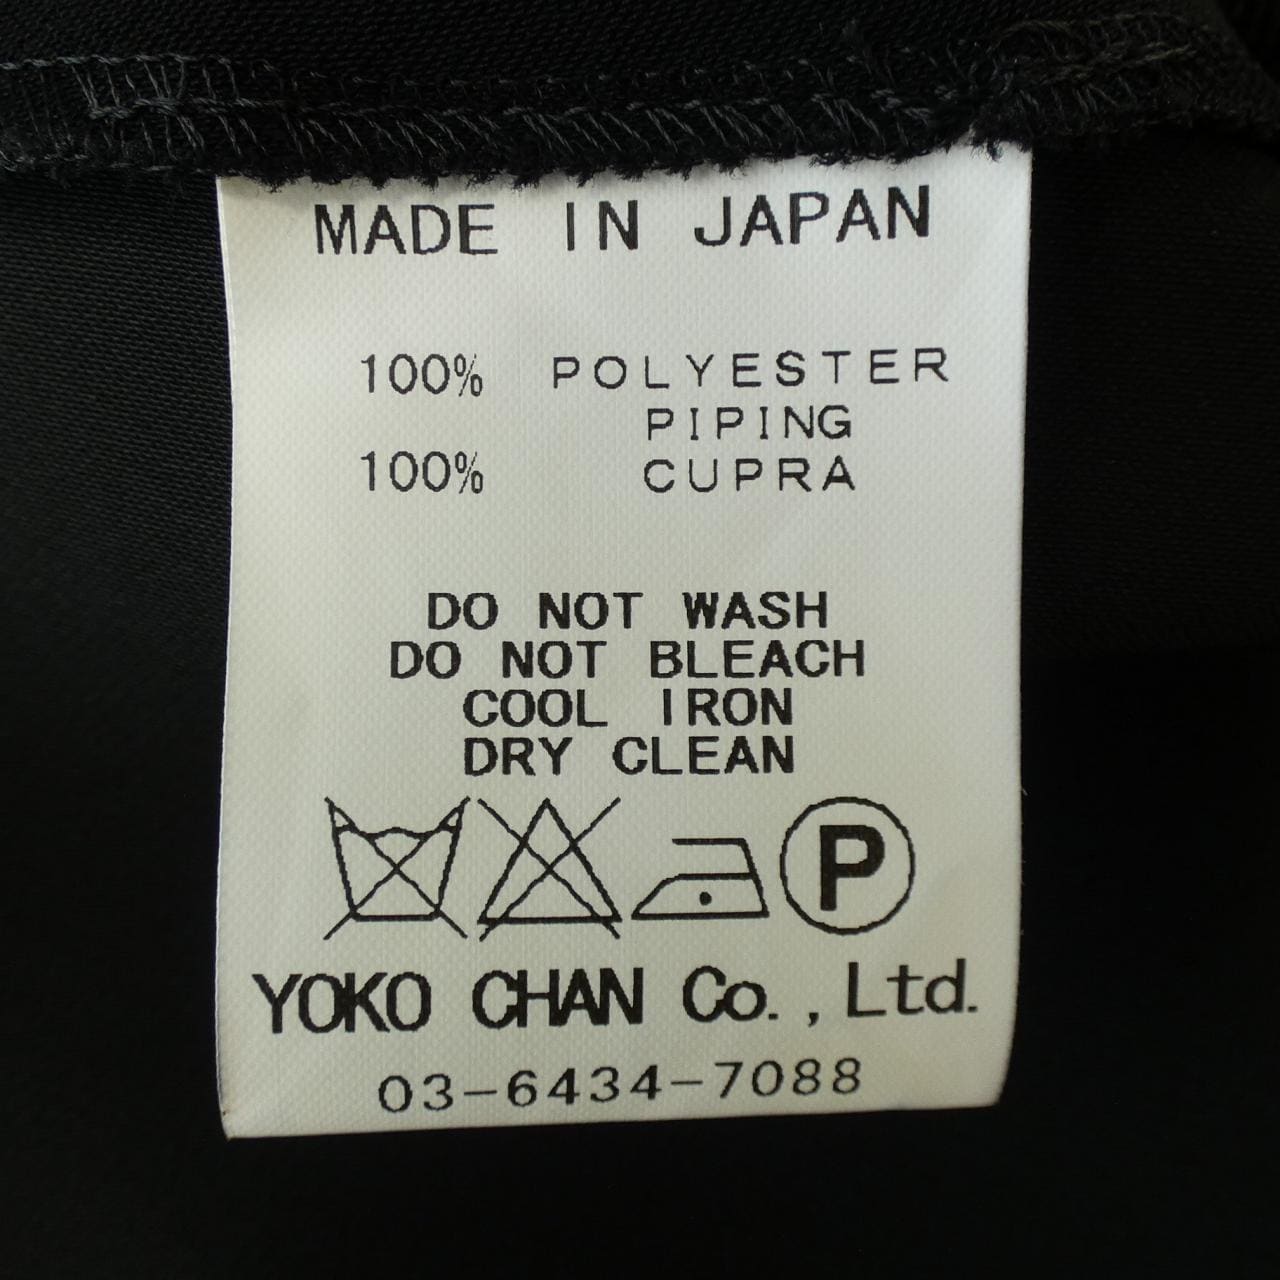 MADE IN JAPAN
100% POLYESTER
PIPING
100% CUPRA
DO NOT WASH
DO NOT BLEACH
COOL IRON
DRY CLEAN
P
YOKO CHAN Co., Ltd.
03-6434-7088